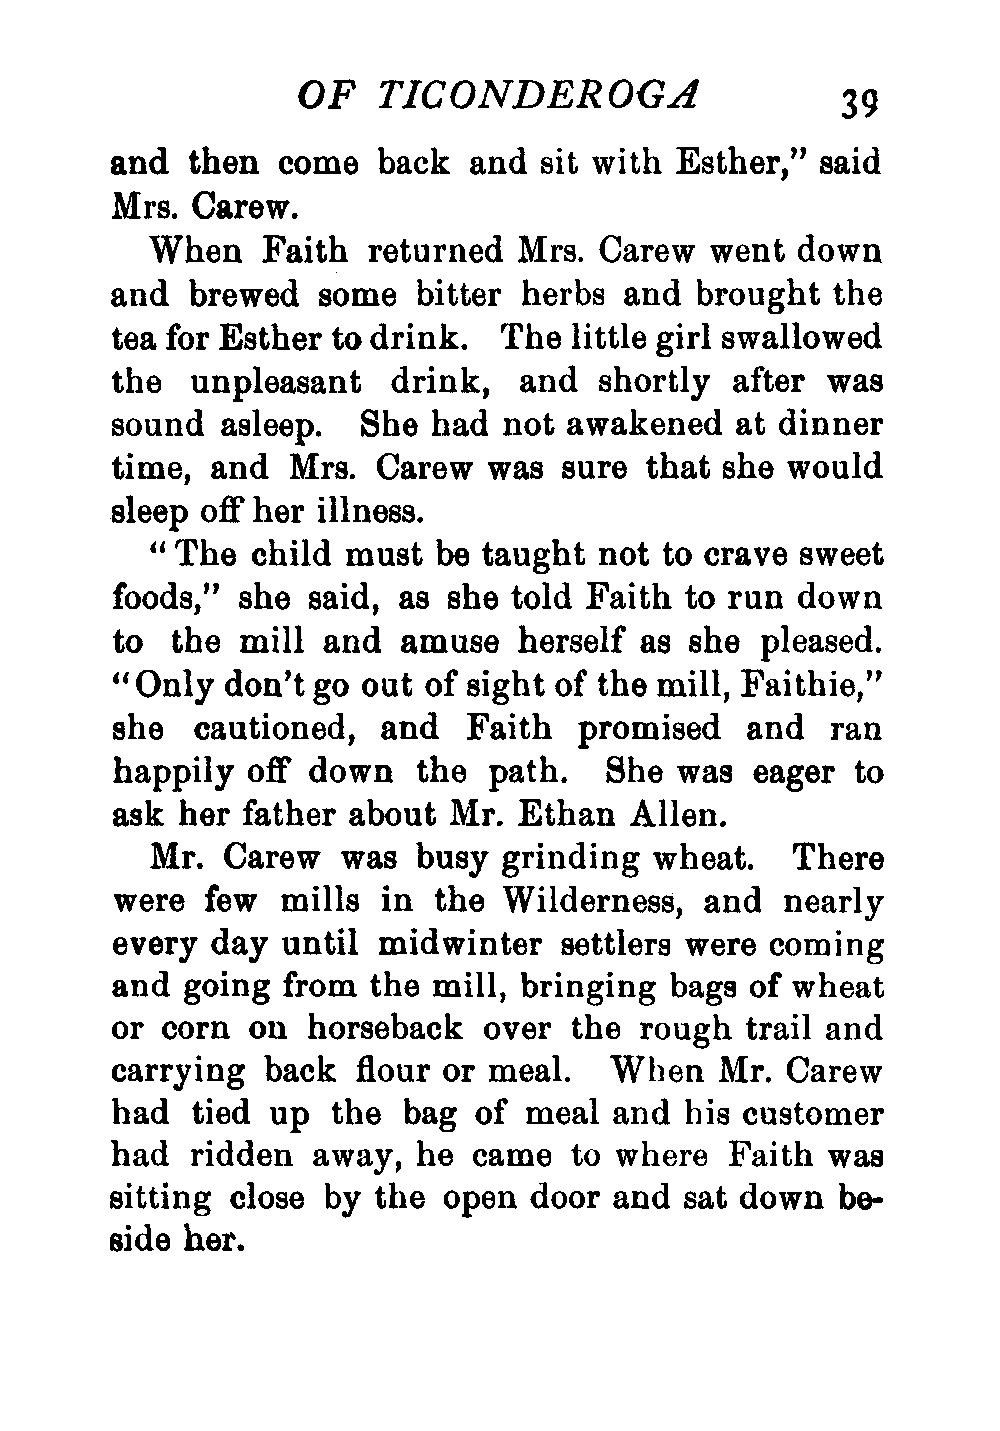 OF TICONDEROGA 39
and then come back and sit with Esther,” said
Mrs. Carew.
When Faith returned Mrs. Carew went down
and brewed some bitter herbs and brought the
tea for Esther to drink. The little girl swallowed
the unpleasant drink, and shortly after was
sound asleep. She had not awakened at dinner
time, and Mrs. Carew was sure that she would
sleep off her illness.
“The child must be taught not to crave sweet
foods,” she said, as she told Faith to run down
to the mill and amuse herself as she pleased.
“Only don’t go out of sight of the mill, Faithie,”
she cautioned, and Faith promised and ran
happily off down the path. She was eager to
ask her father about Mr. Ethan Allen.
Mr. Carew was busy grinding wheat. There
were few mills in the Wilderness, and nearly
every day until midwinter settlers were coming
and going from the mill, bringing bags of wheat
or corn on horseback over the rough trail and
carrying back flour or meal. When Mr. Carew
had tied up the bag of meal and his customer
had ridden away, he came to where Faith was
sitting close by the open door and sat down be-
side her.